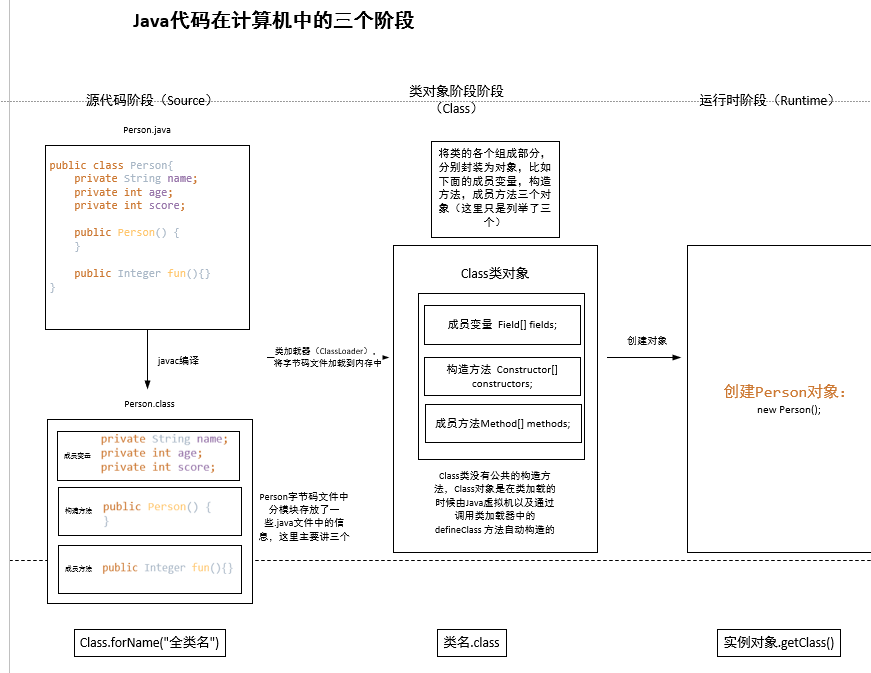 Java代码在计算机中的三个阶段
源代码阶段（Source）
类对象阶段阶段
（Class）
运行时阶段（Runtime）
Person.java
public class Person{
private String name;
private int age;
private int score;
public Person() {
}
public Integer fun(){}
}
javac编译
Person.class
成员变量
private String name;
private int age;
private int score;
构造方法
public Person() {
}
成员方法
public Integer fun(){}
Person字节码文件中
分模块存放了一
些.java文件中的信
息，这里主要讲三个
类加载器（ClassLoader），
将字节码文件加载到内存中
将类的各个组成部分，
分别封装为对象，比如
下面的成员变量，构造
方法，成员方法三个对
象（这里只是列举了三
个）
Class类对象
成员变量 Field[] fields;
构造方法 Constructor[]
constructors;
成员方法Method[] methods;
Class类没有公共的构造方
法，Class对象是在类加载的
时候由Java虚拟机以及通过
调用类加载器中的
defineClass 方法自动构造的
创建对象
创建Person对象：
new Person();
Class.forName("全类名")
类名.class
实例对象.getClass()